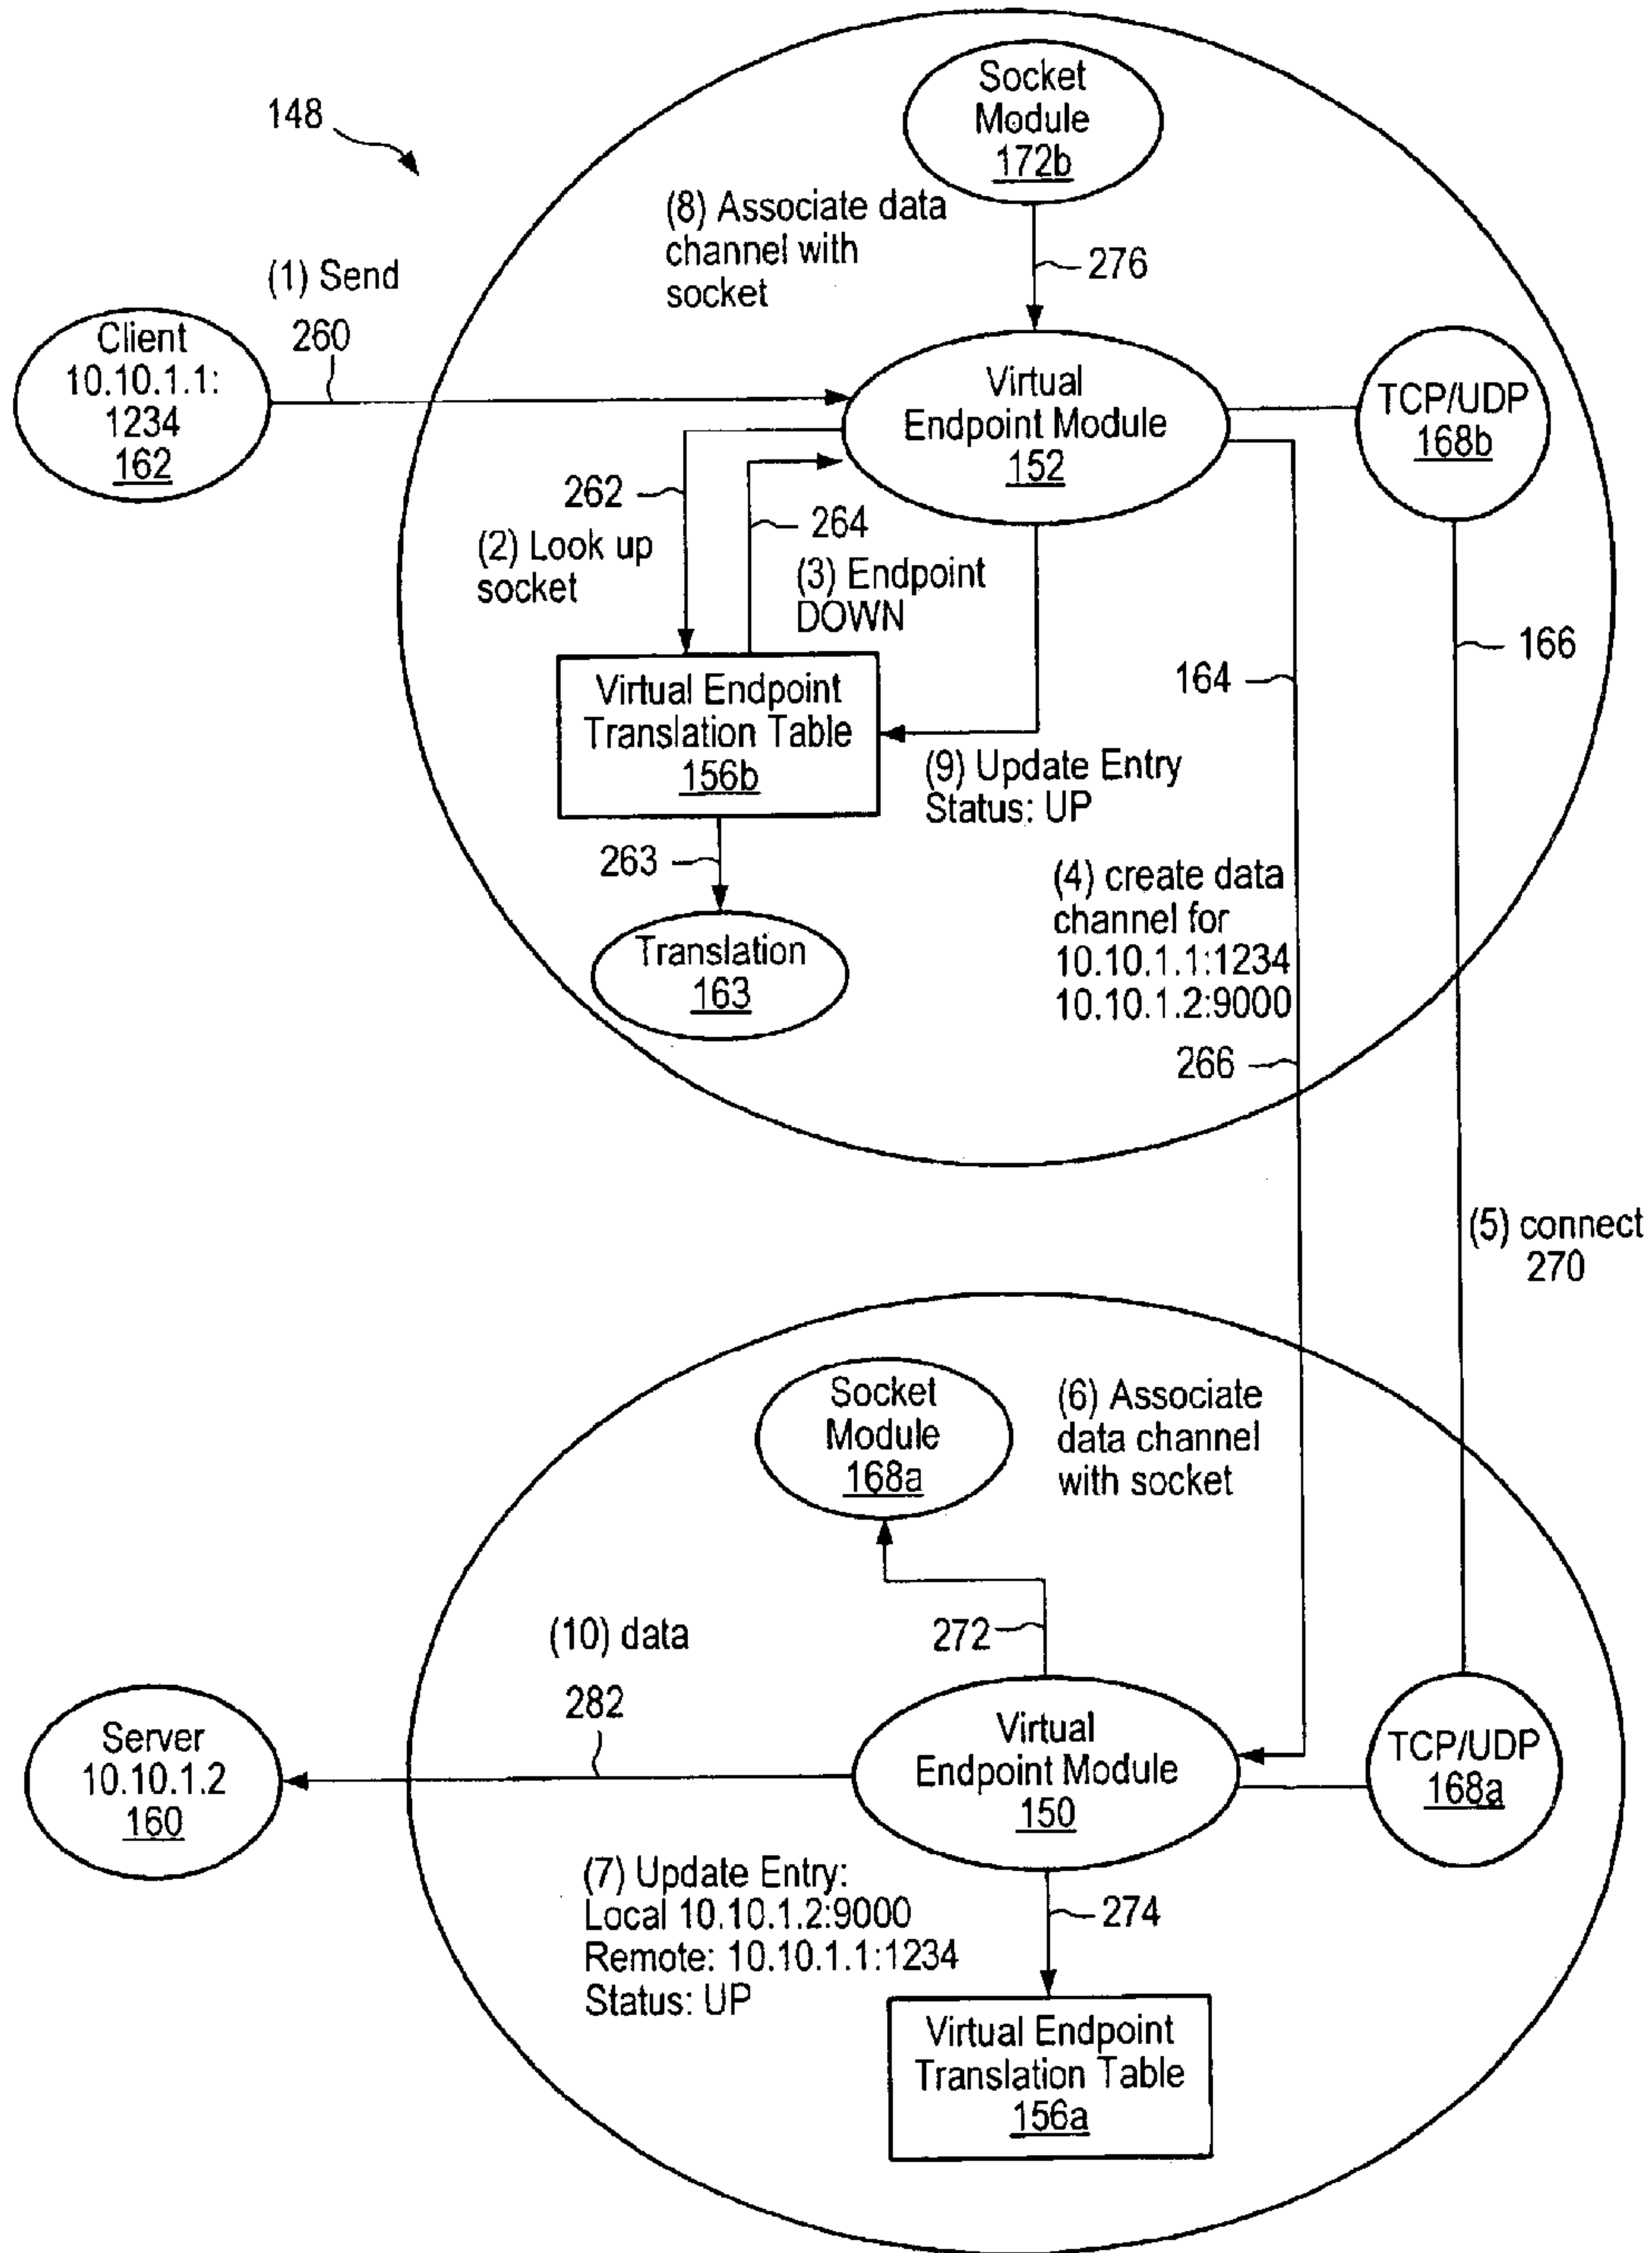 Socket
Module
172b
148
(8) Associate data
channel with
socket
276
(1) Send
260
Client
10.10.1.1:
1234
162
Virtual
Endpoint Module
152
TCP/UDP
168b
262
264
(2) Look up
socket
(3) Endpoint
DOWN
166
164
Virtual Endpoint
Translation Table
156b
(9) Update Entry
Status: UP
263
(4) create data
channel for
10.10.1.1:1234
10.10.1.2:9000
Translation
163
266
(5) connect
270
Socket
Module
168a
(6) Associate
data channel
with socket
(10) data
272
282
Server
10.10.1.2
160
Virtual
Endpoint Module
150
TCP/UDP
168a
(7) Update Entry:
Local 10.10.1.2:9000
Remote: 10.10.1.1:1234
Status: UP
274
Virtual Endpoint
Translation Table
156a